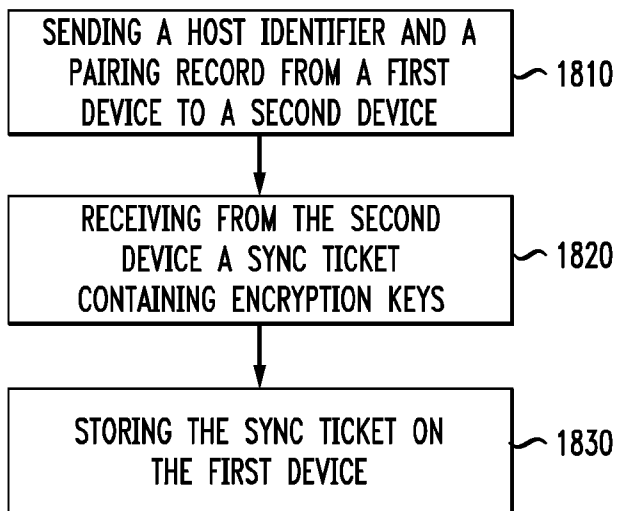 SENDING A HOST IDENTIFIER AND A
PAIRING RECORD FROM A FIRST
DEVICE TO A SECOND DEVICE
1810
RECEIVING FROM THE SECOND
DEVICE A SYNC TICKET
CONTAINING ENCRYPTION KEYS
1820
STORING THE SYNC TICKET ON
THE FIRST DEVICE
1830